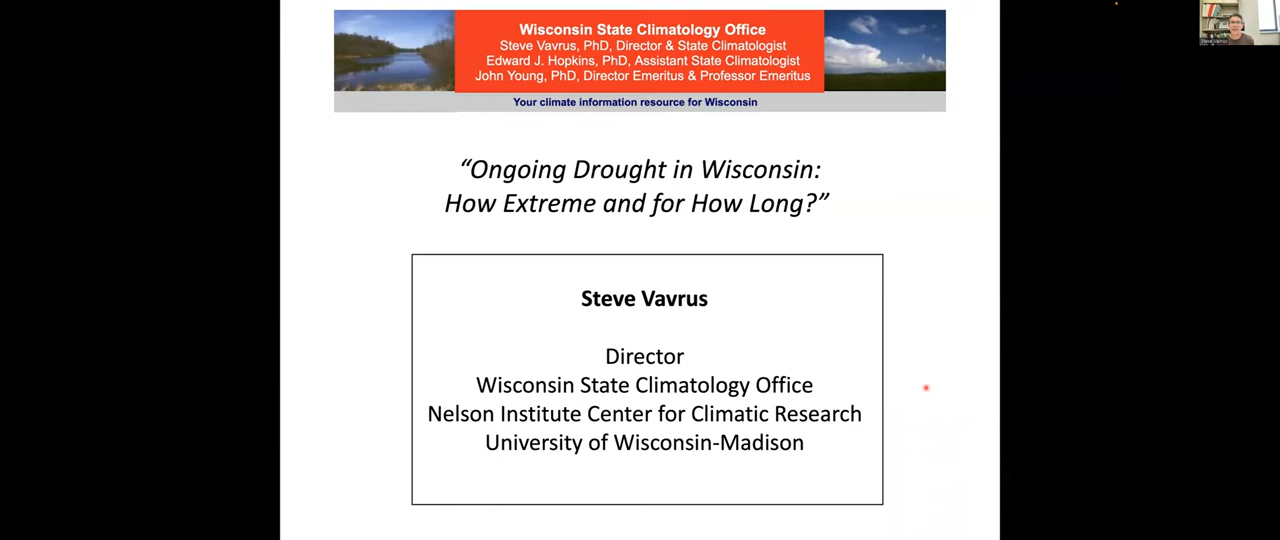 Wisconsin State Climatology Office
Steve Vavrus, PhD, Director & State Climatologist
Edward J. Hopkins, PhD, Assistant State Climatologist
John Young, PhD, Director Emeritus & Professor Emeritus
Your climate information resource for Wisconsin
“Ongoing Drought in Wisconsin:
How Extreme and for How Long?”
Steve Vavrus
Director
Wisconsin State Climatology Office
Nelson Institute Center for Climatic Research
University of Wisconsin-Madison
Steve Vavrus